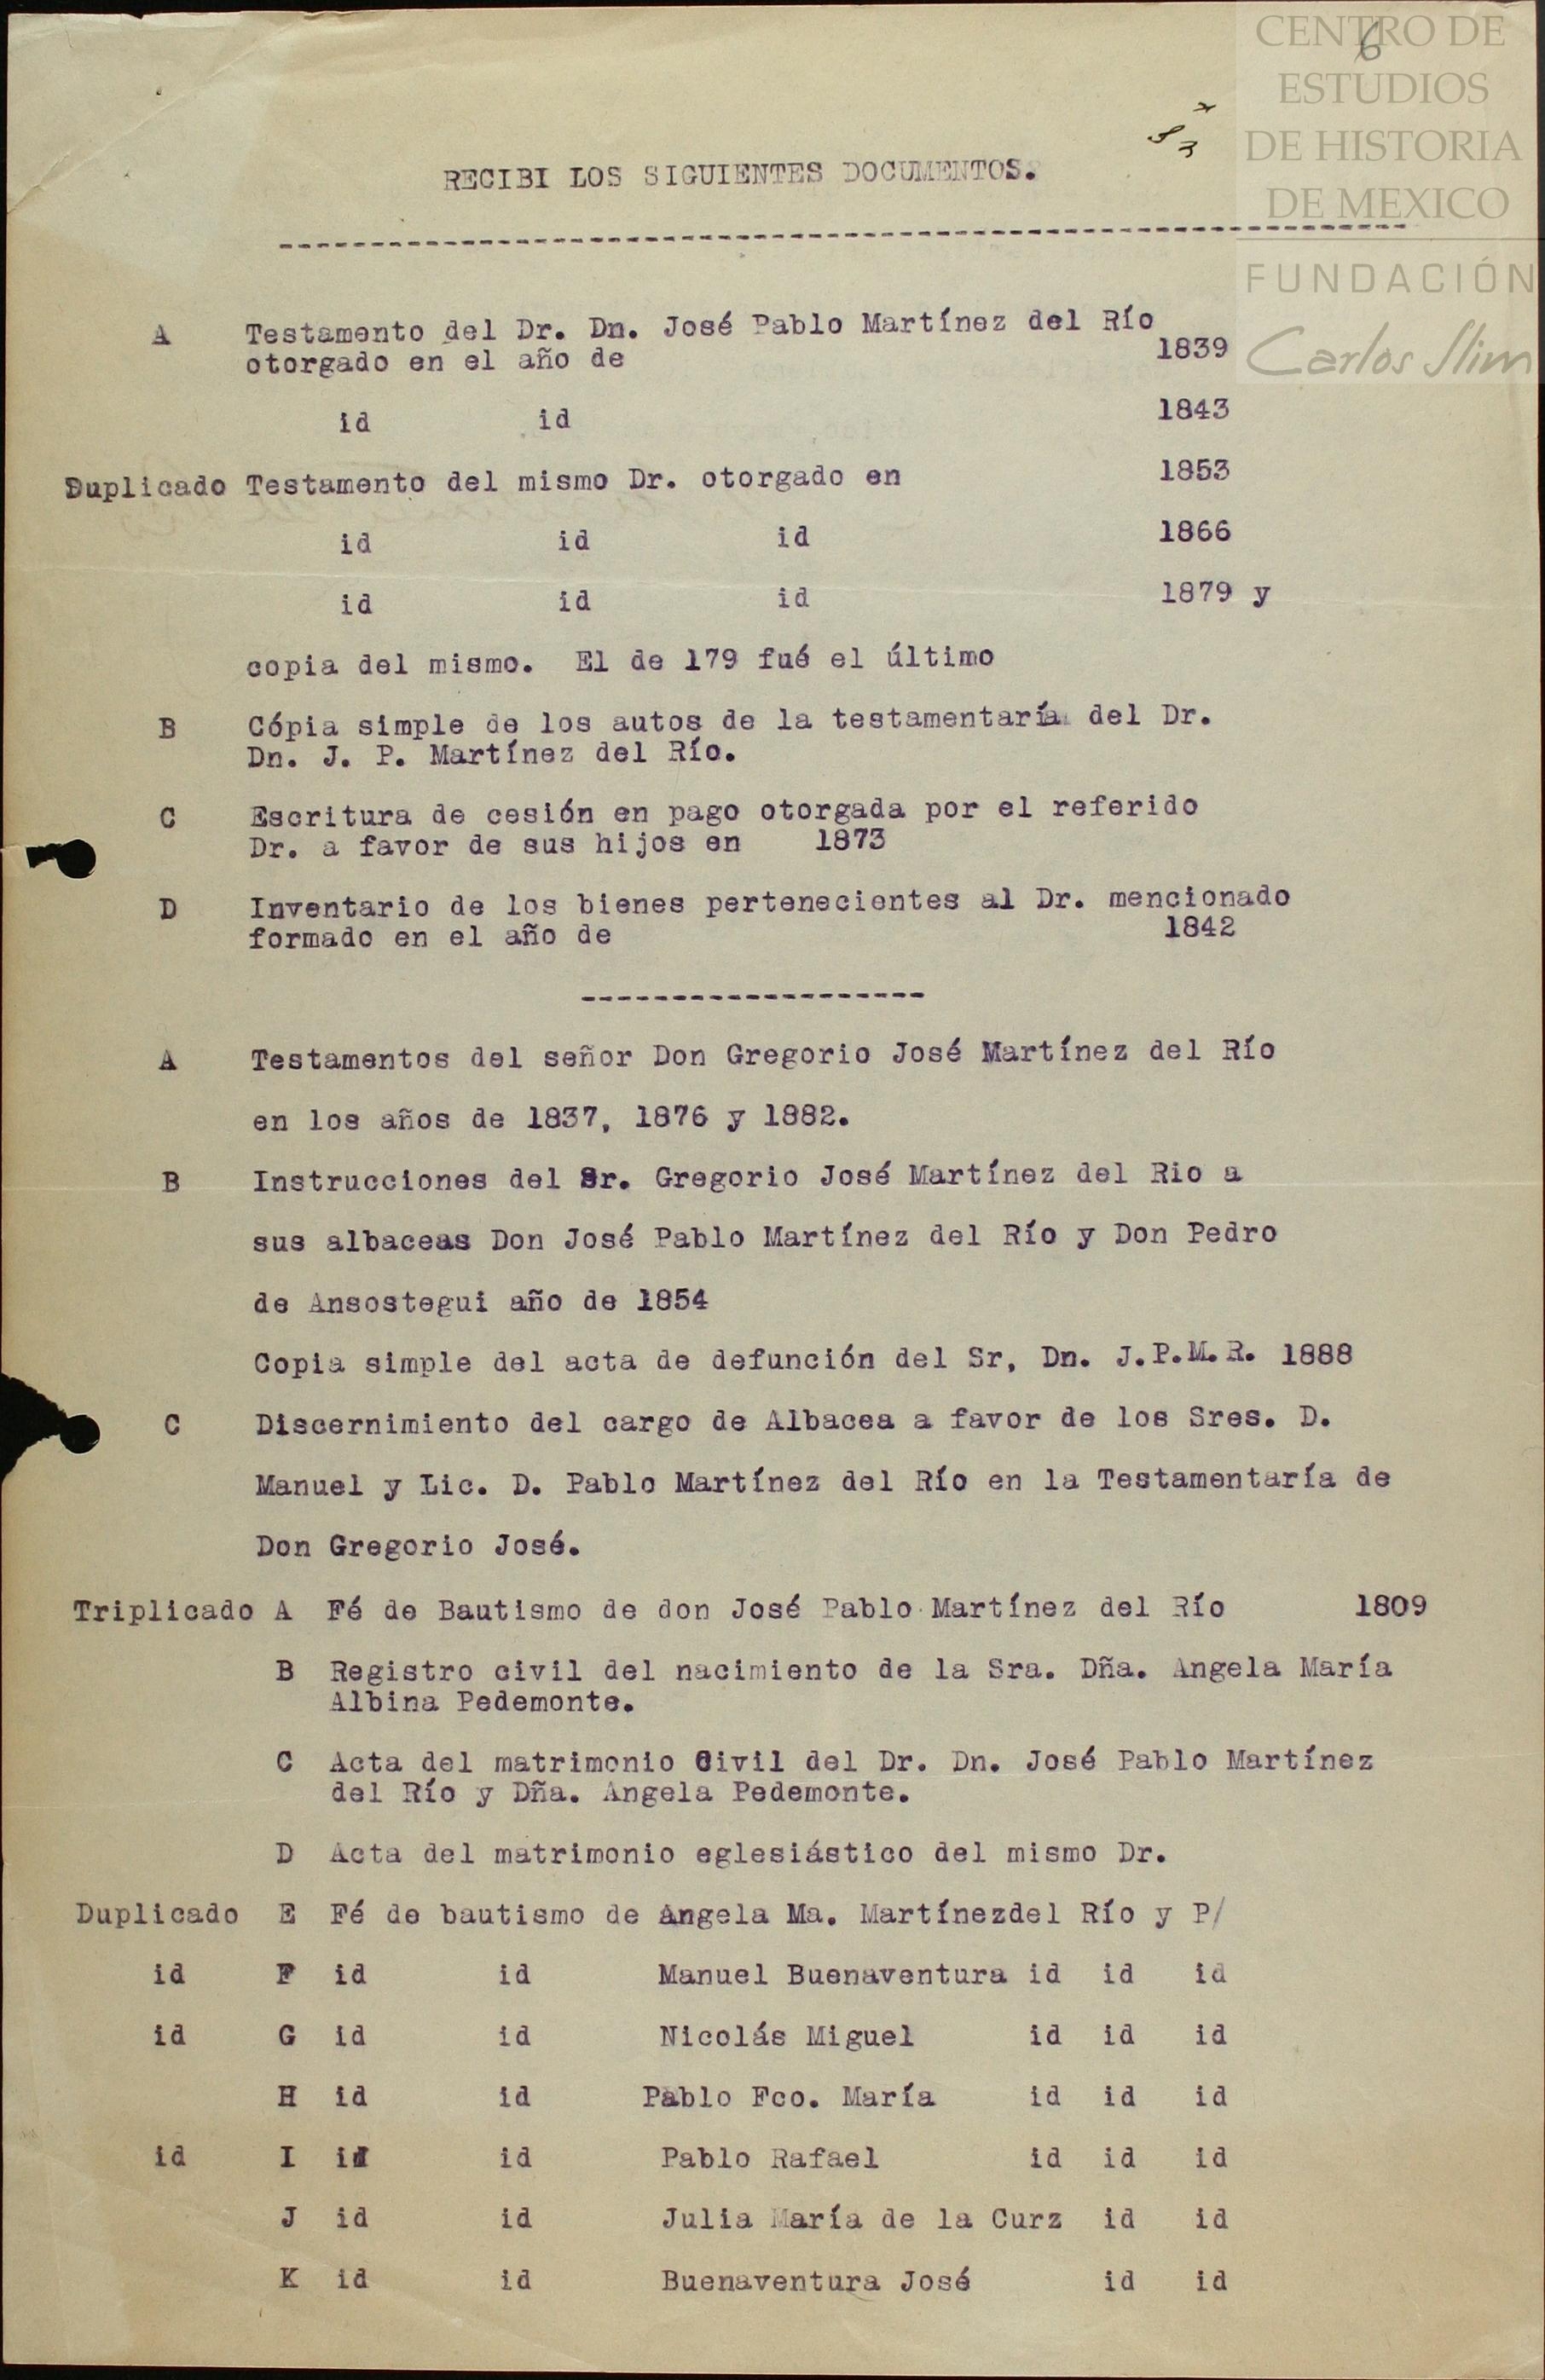 CENTRO DE
6
ESTUDIOS
DE HISTORIA
DE MEXICO
FUNDACIÓN
Carlos Slim
RECIBI LOS SIGUIENTES DOCUMENTOS.
A Testamento del Dr. Dn. José Pablo Martínez del Río
otorgado en el año de 1839
id id 1843
Duplicado Testamento del mismo Dr. otorgado en 1853
id id id 1866
id id id 1879 y
copia del mismo. El de 179 fué el último
B Cópia simple de los autos de la testamentaría del Dr.
Dn. J. P. Martínez del Río.
C Escritura de cesión en pago otorgada por el referido
Dr. a favor de sus hijos en 1873
D Inventario de los bienes pertenecientes al Dr. mencionado
formado en el año de 1842
A Testamentos del señor Don Gregorio José Martínez del Río
en los años de 1837, 1876 y 1882.
B Instrucciones del Sr. Gregorio José Martínez del Rio a
sus albaceas Don José Pablo Martínez del Río y Don Pedro
de Ansostegui año de 1854
Copia simple del acta de defunción del Sr, Dn. J.P.M.R. 1888
C Discernimiento del cargo de Albacea a favor de los Sres. D.
Manuel y Lic. D. Pablo Martínez del Río en la Testamentaría de
Don Gregorio José.
Triplicado A Fé de Bautismo de don José Pablo Martínez del Río 1809
B Registro civil del nacimiento de la Sra. Dña. Angela María
Albina Pedemonte.
C Acta del matrimonio Civil del Dr. Dn. José Pablo Martínez
del Río y Dña. Angela Pedemonte.
D Acta del matrimonio eglesiástico del mismo Dr.
Duplicado E Fé de bautismo de Angela Ma. Martínezdel Río y P/
id F id id Manuel Buenaventura id id id
id G id id Nicolás Miguel id id id
H id id Pablo Fco. María id id id
id I id id Pablo Rafael id id id
J id id Julia María de la Curz id id
K id id Buenaventura José id id